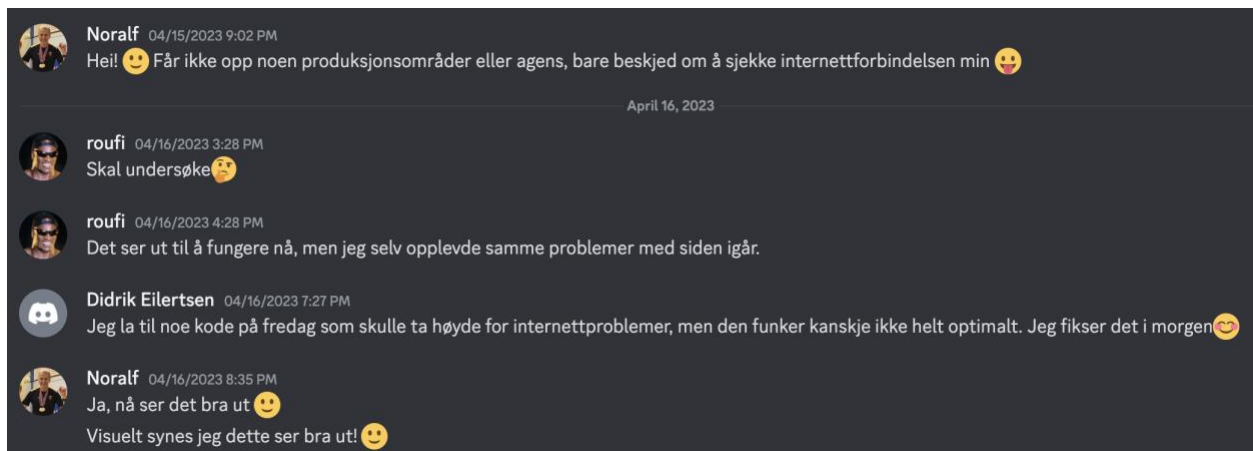 Noralf 04/15/2023 9:02 PM
Hei! 🙂 Får ikke opp noen produksjonsområder eller agens, bare beskjed om å sjekke internettforbindelsen min 😛
April 16, 2023
roufi 04/16/2023 3:28 PM
Skal undersøke🤔
roufi 04/16/2023 4:28 PM
Det ser ut til å fungere nå, men jeg selv opplevde samme problemer med siden igår.
Didrik Eilertsen 04/16/2023 7:27 PM
Jeg la til noe kode på fredag som skulle ta høyde for internettproblemer, men den funker kanskje ikke helt optimalt. Jeg fikser det i morgen😊
Noralf 04/16/2023 8:35 PM
Ja, nå ser det bra ut 🙂
Visuelt synes jeg dette ser bra ut! 🙂